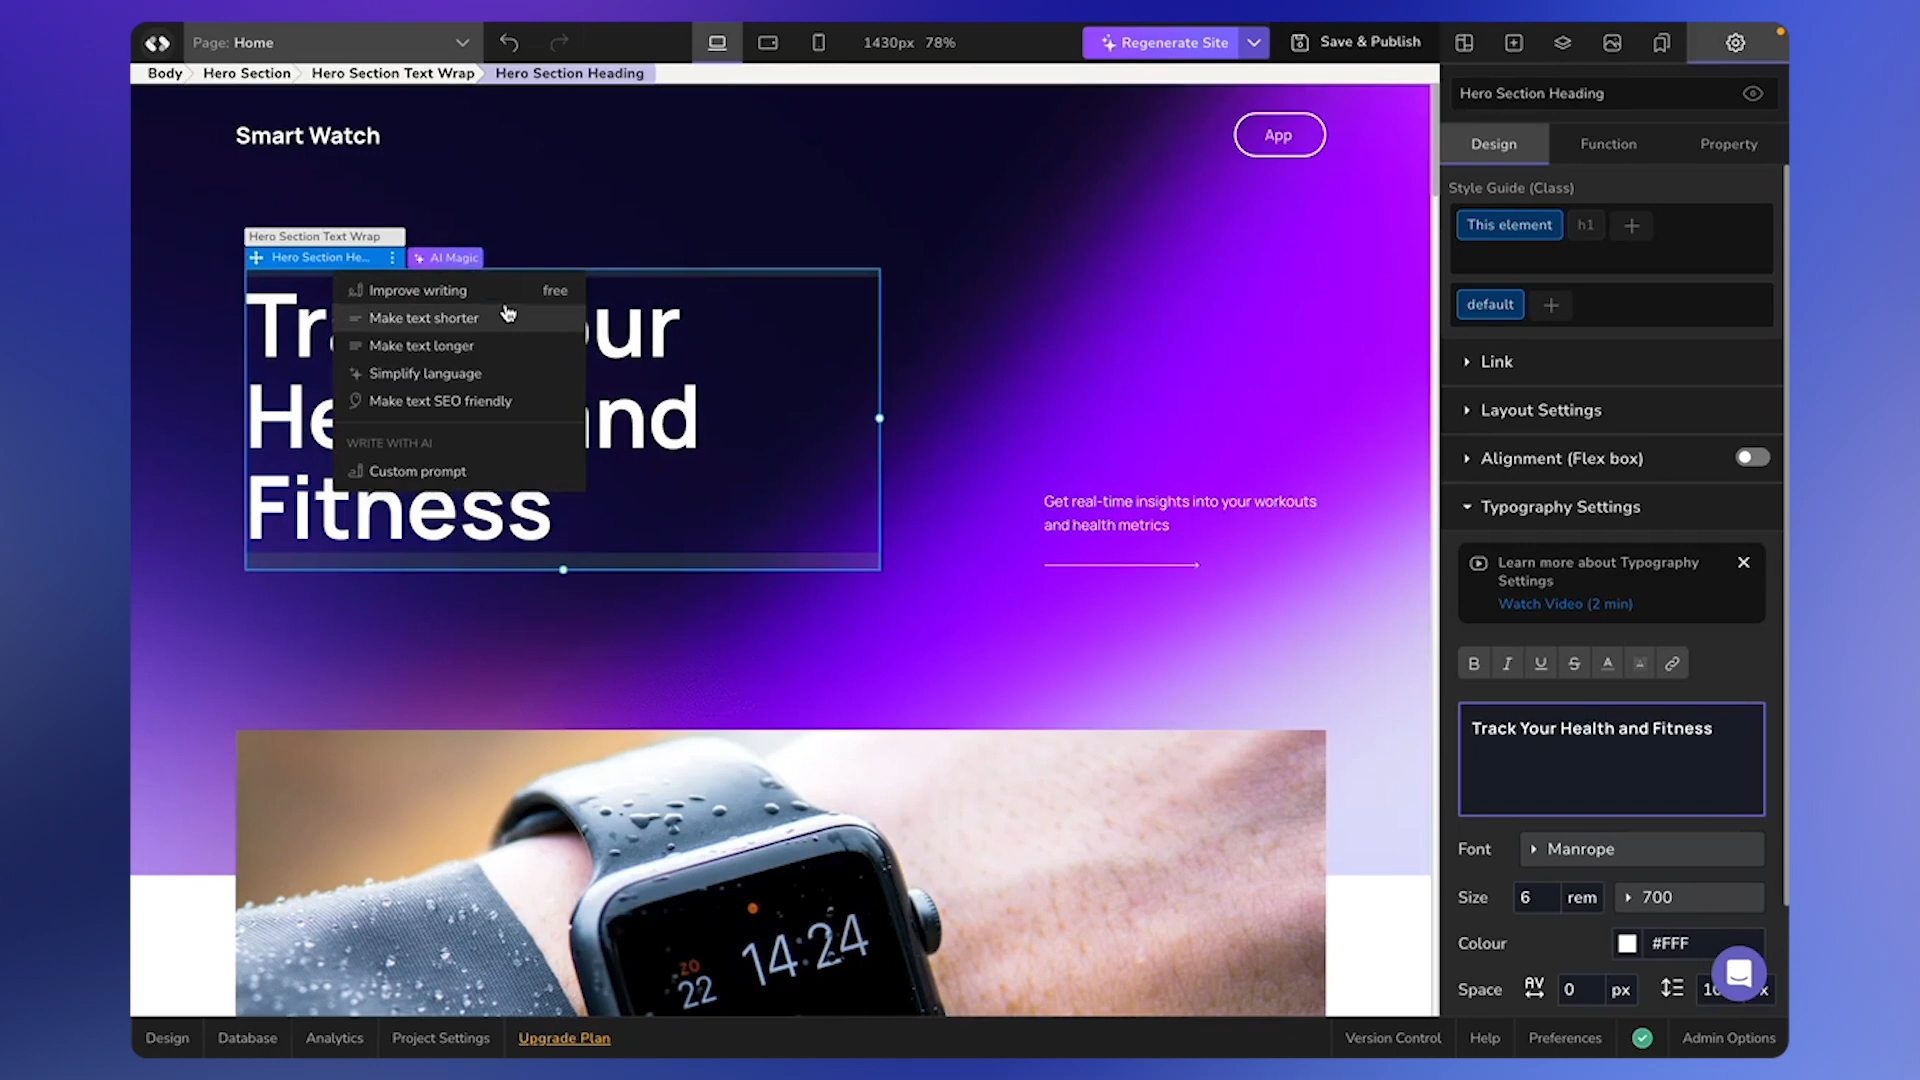 Page: Home
1430px 78%
Regenerate Site
Save & Publish
Body
Hero Section
Hero Section Text Wrap
Hero Section Heading
Smart Watch
App
Hero Section Text Wrap
Hero Section He...
AI Magic
Improve writing free
Make text shorter
Make text longer
Simplify language
Make text SEO friendly
WRITE WITH AI
Custom prompt
Fitness
Get real-time insights into your workouts
and health metrics
14:24
20
22
Hero Section Heading
Design Function Property
Style Guide (Class)
This element h1
default
Link
Layout Settings
Alignment (Flex box)
Typography Settings
Learn more about Typography
Settings
Watch Video (2 min)
B I U S A A
Track Your Health and Fitness
Font Manrope
Size 6 rem 700
Colour #FFF
Space AV 0 px
Design Database Analytics Project Settings Upgrade Plan
Version Control Help Preferences Admin Options